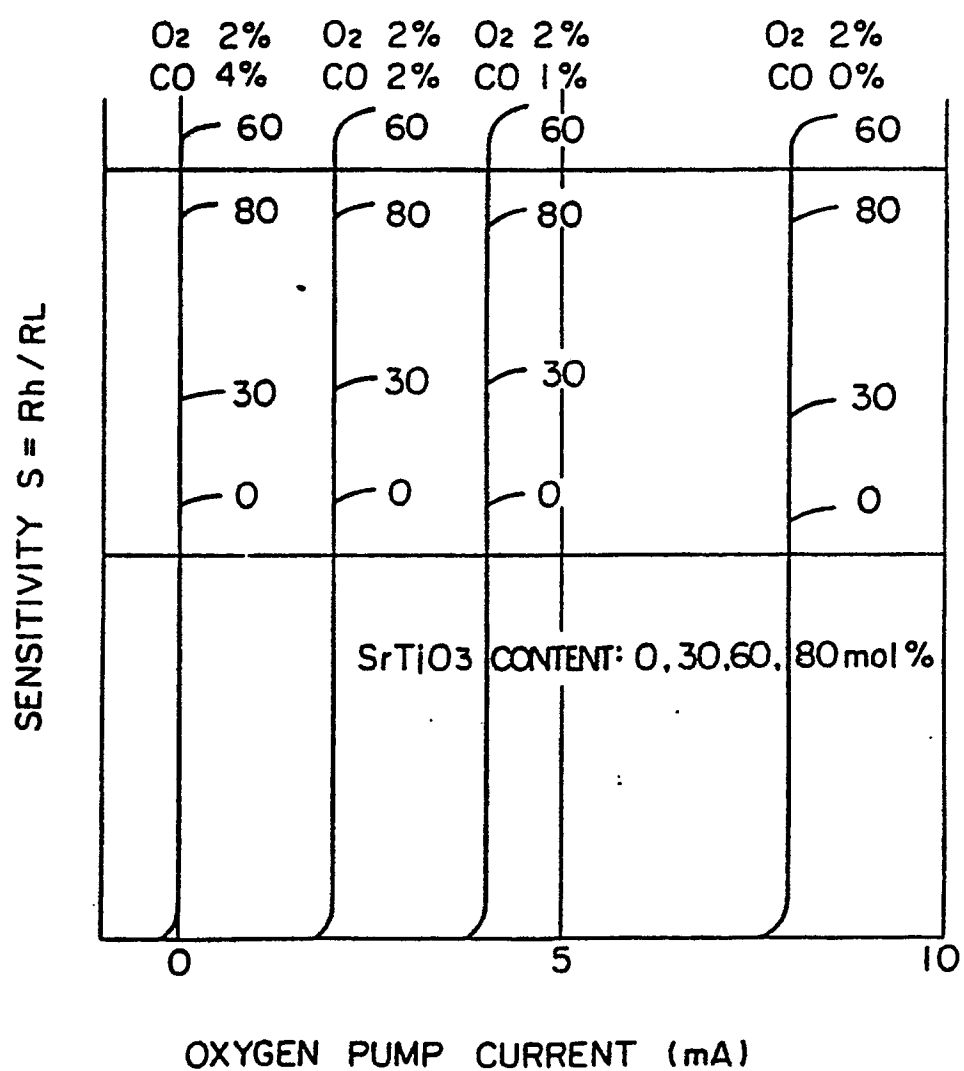 O2 2% O2 2% O2 2% O2 2%
CO 4% CO 2% CO 1% CO 0%
60 60 60 60
80 80 80 80
30 30 30 30
0 0 0 0
SrTiO3 CONTENT: 0,30,60, 80mol%
0 5 10
OXYGEN PUMP CURRENT (mA)
SENSITIVITY S = Rh/RL